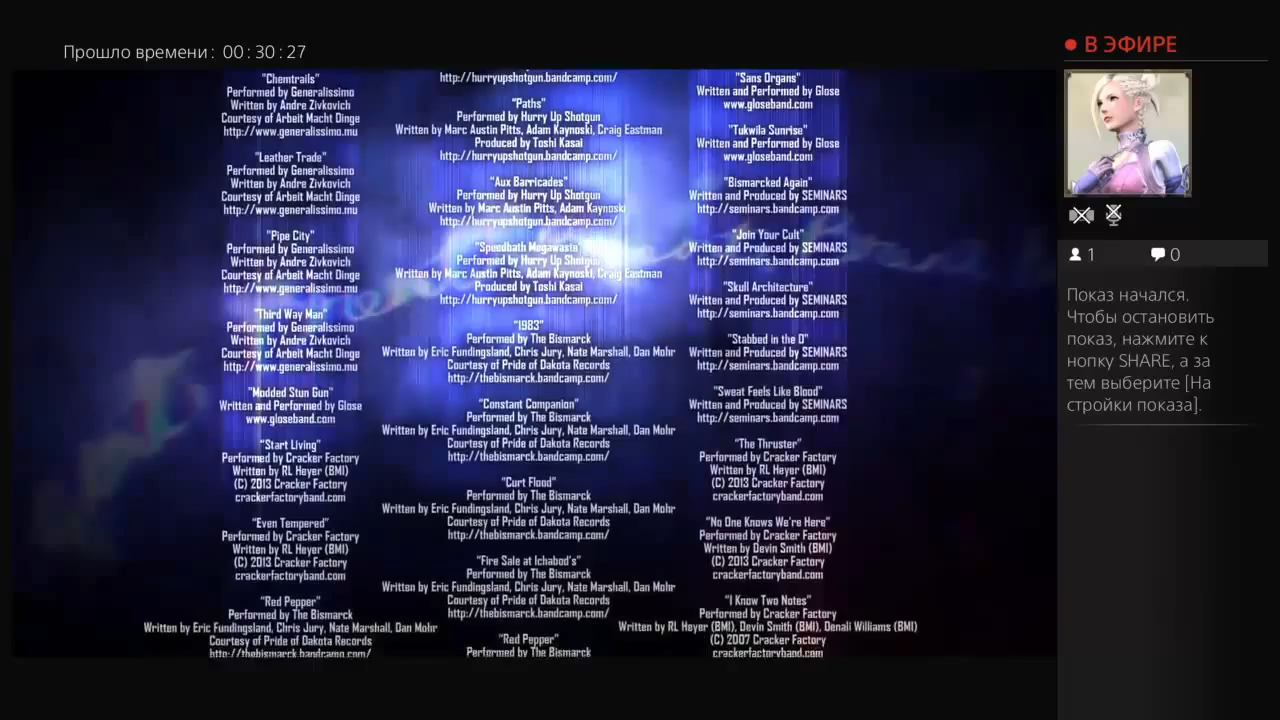 Прошло времени: 00:30:27
"Chemtrails"
Performed by Generalissimo
Written by Andre Zivkovich
Courtesy of Arbeit Macht Dinge
http://www.generalissimo.mu
"Leather Trade"
Performed by Generalissimo
Written by Andre Zivkovich
Courtesy of Arbeit Macht Dinge
http://www.generalissimo.mu
"Pipe City"
Performed by Generalissimo
Written by Andre Zivkovich
Courtesy of Arbeit Macht Dinge
http://www.generalissimo.mu
"Third Way Man"
Performed by Generalissimo
Written by Andre Zivkovich
Courtesy of Arbeit Macht Dinge
http://www.generalissimo.mu
"Modded Stun Gun"
Written and Performed by Glose
www.gloseband.com
"Start Living"
Performed by Cracker Factory
Written by RL Heyer (BMI)
(C) 2013 Cracker Factory
crackerfactoryband.com
"Even Tempered"
Performed by Cracker Factory
Written by RL Heyer (BMI)
(C) 2013 Cracker Factory
crackerfactoryband.com
"Red Pepper"
Performed by The Bismarck
Written by Eric Fundingsland, Chris Jury, Nate Marshall, Dan Mohr
Courtesy of Pride of Dakota Records
http://thebismarck.bandcamp.com/
http://hurryupshotgun.bandcamp.com/
"Paths"
Performed by Hurry Up Shotgun
Written by Marc Austin Pitts, Adam Kaynoski, Craig Eastman
Produced by Toshi Kasai
http://hurryupshotgun.bandcamp.com/
"Aux Barricades"
Performed by Hurry Up Shotgun
Written by Marc Austin Pitts, Adam Kaynoski
http://hurryupshotgun.bandcamp.com/
"Speedbath Megawaste"
Performed by Hurry Up Shotgun
Written by Marc Austin Pitts, Adam Kaynoski, Craig Eastman
Produced by Toshi Kasai
http://hurryupshotgun.bandcamp.com/
"1983"
Performed by The Bismarck
Written by Eric Fundingsland, Chris Jury, Nate Marshall, Dan Mohr
Courtesy of Pride of Dakota Records
http://thebismarck.bandcamp.com/
"Constant Companion"
Performed by The Bismarck
Written by Eric Fundingsland, Chris Jury, Nate Marshall, Dan Mohr
Courtesy of Pride of Dakota Records
http://thebismarck.bandcamp.com/
"Curt Flood"
Performed by The Bismarck
Written by Eric Fundingsland, Chris Jury, Nate Marshall, Dan Mohr
Courtesy of Pride of Dakota Records
http://thebismarck.bandcamp.com/
"Fire Sale at Ichabod's"
Performed by The Bismarck
Written by Eric Fundingsland, Chris Jury, Nate Marshall, Dan Mohr
Courtesy of Pride of Dakota Records
http://thebismarck.bandcamp.com/
"Red Pepper"
Performed by The Bismarck
"Sans Organs"
Written and Performed by Glose
www.gloseband.com
"Tukwila Sunrise"
Written and Performed by Glose
www.gloseband.com
"Bismarcked Again"
Written and Produced by SEMINARS
http://seminars.bandcamp.com
"Join Your Cult"
Written and Produced by SEMINARS
http://seminars.bandcamp.com
"Skull Architecture"
Written and Produced by SEMINARS
http://seminars.bandcamp.com
"Stabbed in the D"
Written and Produced by SEMINARS
http://seminars.bandcamp.com
"Sweat Feels Like Blood"
Written and Produced by SEMINARS
http://seminars.bandcamp.com
"The Thruster"
Performed by Cracker Factory
Written by RL Heyer (BMI)
(C) 2013 Cracker Factory
crackerfactoryband.com
"No One Knows We're Here"
Performed by Cracker Factory
Written by Devin Smith (BMI)
(C) 2013 Cracker Factory
crackerfactoryband.com
"I Know Two Notes"
Performed by Cracker Factory
Written by RL Heyer (BMI), Devin Smith (BMI), Denali Williams (BMI)
(C) 2007 Cracker Factory
crackerfactoryband.com
В ЭФИРЕ
1 0
Показ начался.
Чтобы остановить
показ, нажмите к
нопку SHARE, а за
тем выберите [На
стройки показа].